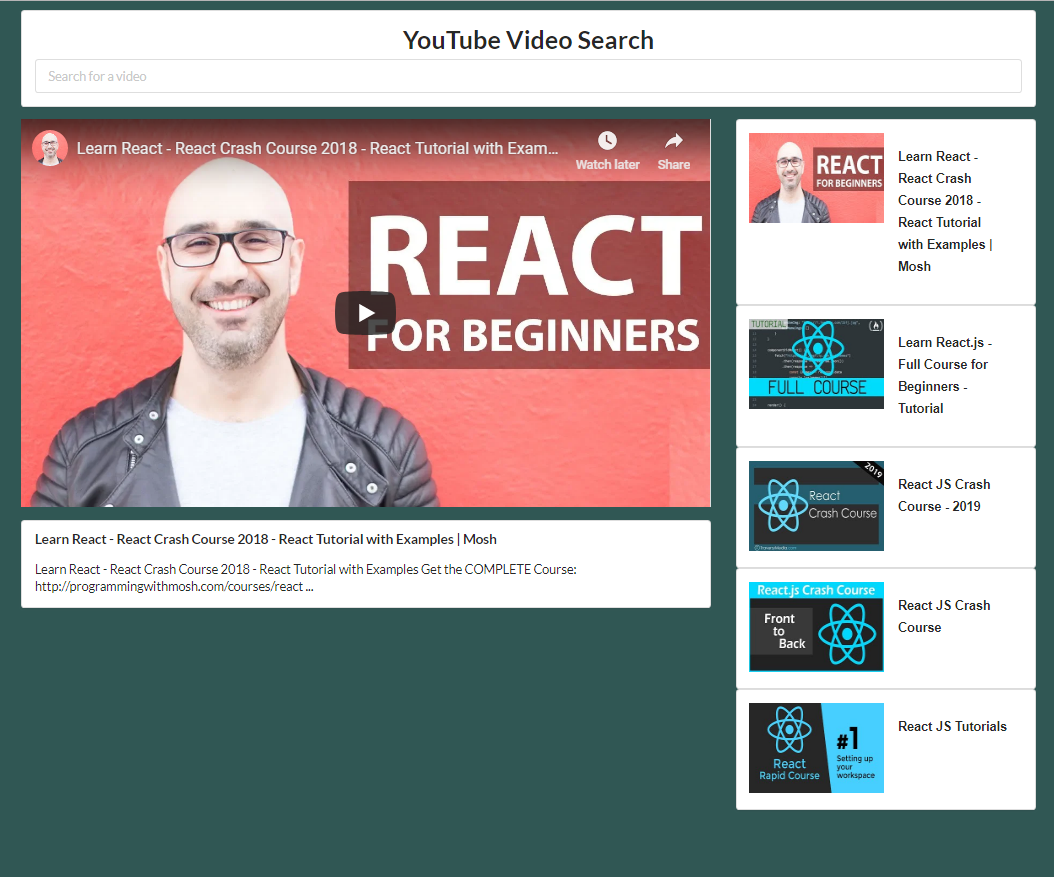 YouTube Video Search
Search for a video
Learn React - React Crash Course 2018 - React Tutorial with Exam...
Watch later
Share
REACT
FOR BEGINNERS
Learn React - React Crash Course 2018 - React Tutorial with Examples | Mosh
Learn React - React Crash Course 2018 - React Tutorial with Examples Get the COMPLETE Course:
http://programmingwithmosh.com/courses/react ...
REACT
FOR BEGINNERS
Learn React -
React Crash
Course 2018 -
React Tutorial
with Examples |
Mosh
TUTORIAL
FULL COURSE
Learn React.js -
Full Course for
Beginners -
Tutorial
2019
React
Crash Course
React JS Crash
Course - 2019
React.js Crash Course
Front
to
Back
React JS Crash
Course
React
Rapid Course
#1
Setting up
your
workspace
React JS Tutorials